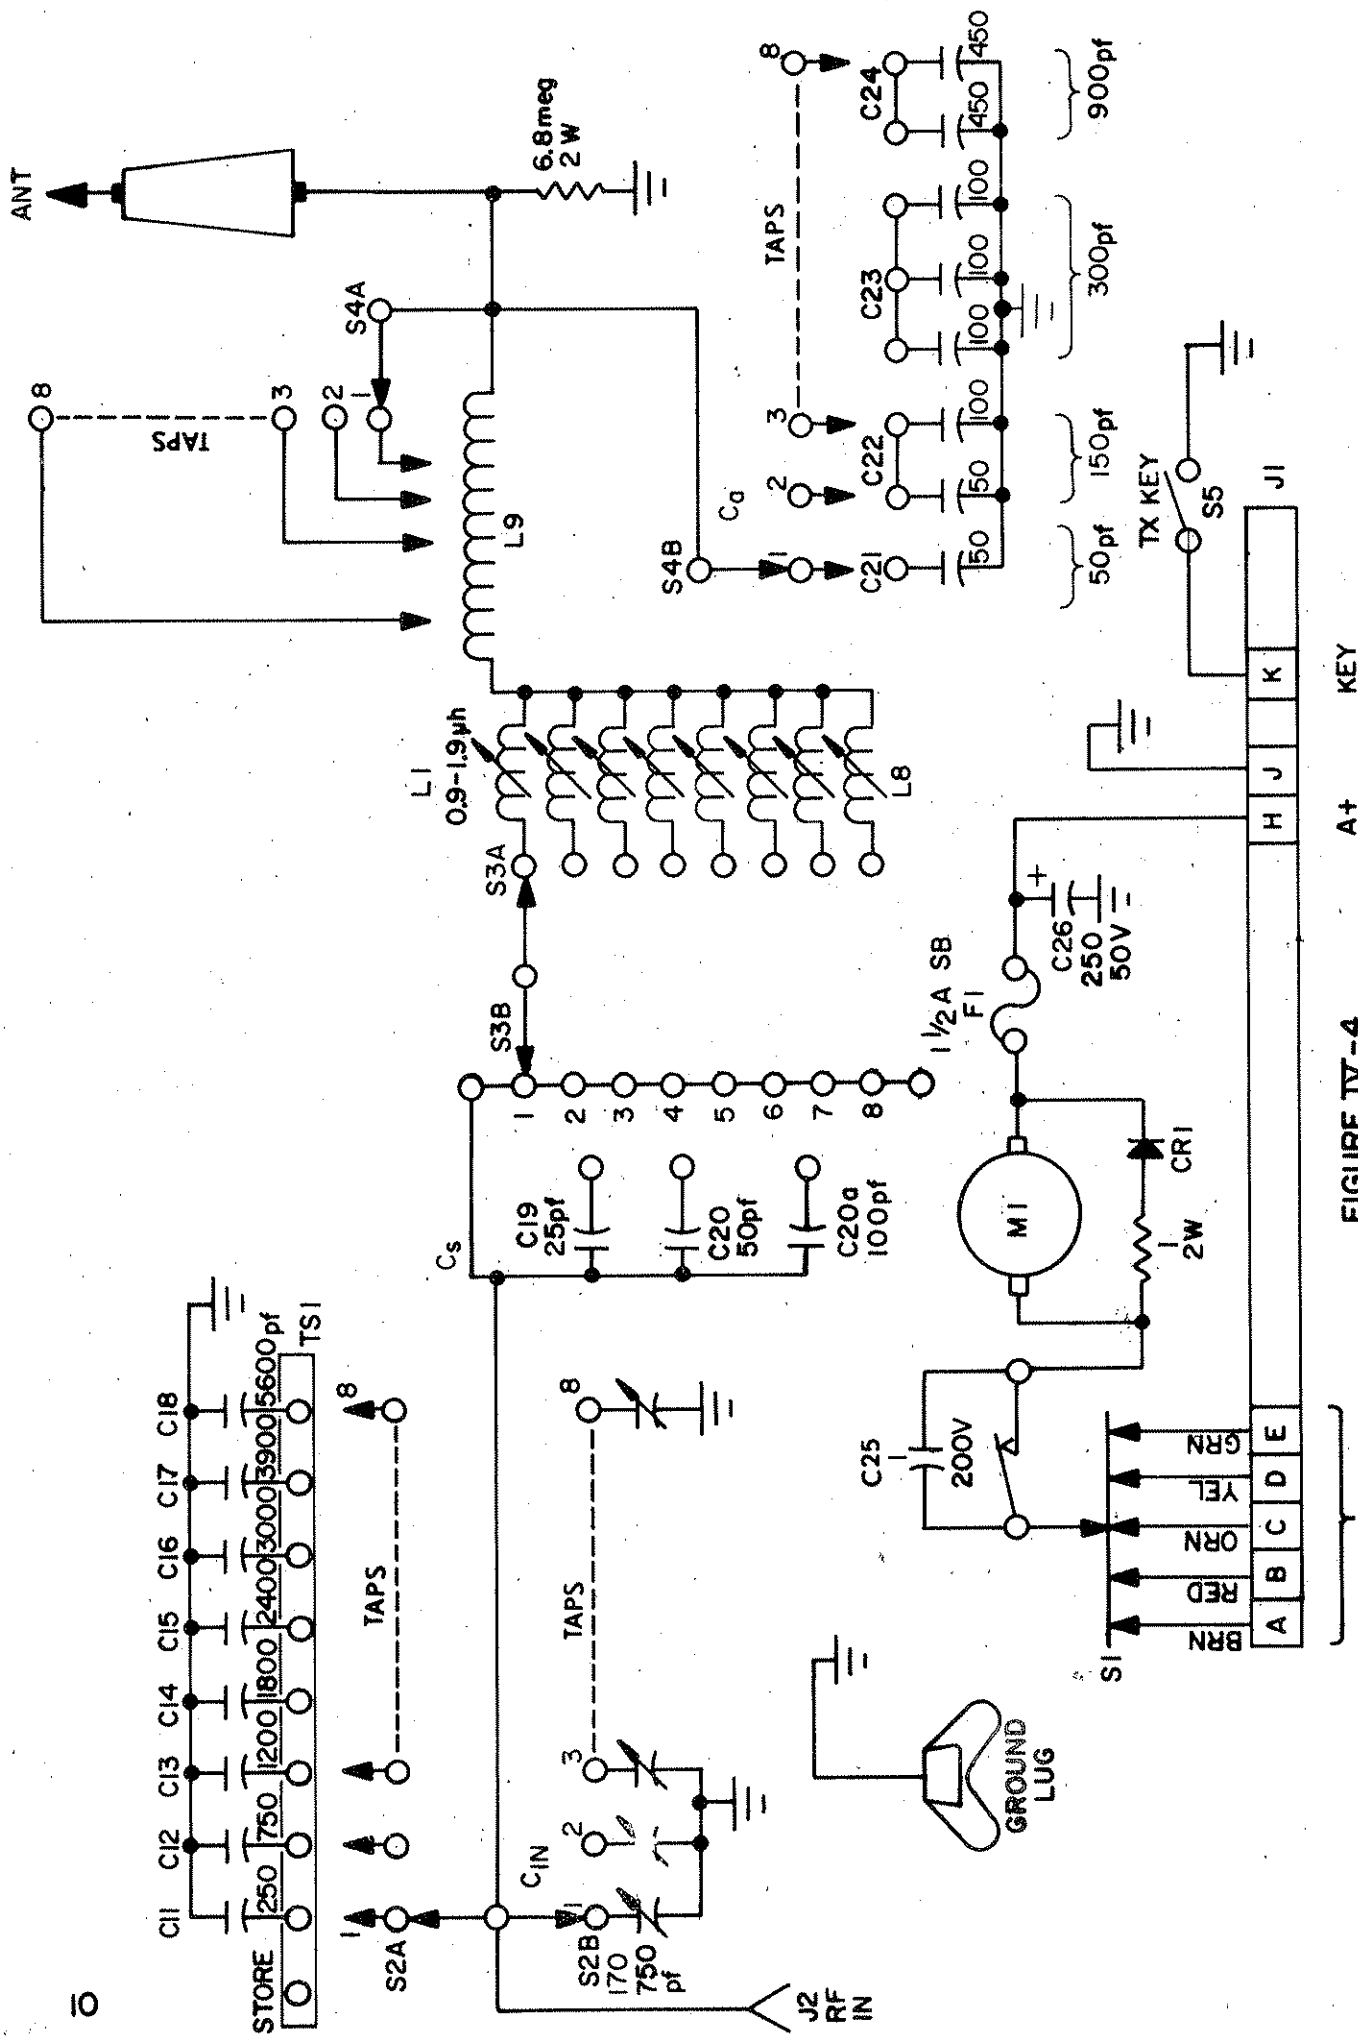 10
C11
C12
C13
C14
C15
C16
C17
C18
250
750
1200
1800
2400
3000
3900
5600pf
STORE
TS1
1
8
TAPS
S2A
CIN
S2B
1
2
3
8
TAPS
170
750
pf
J2
RF
IN
Cs
C19
25pf
C20
50pf
C20a
100pf
S3B
1
2
3
4
5
6
7
8
S3A
L1
0.9-1.9µh
L8
L9
8
3
2
1
TAPS
S4A
ANT
6.8meg
2 W
S4B
Ca
1
2
3
8
TAPS
C21
C22
C23
C24
50
50
100
100
100
100
450
450
50pf
150pf
300pf
900pf
GROUND
LUG
C25
1
200V
M1
1
2W
CR1
1 1/2 A SB
F1
+
C26
250
50V
TX KEY
S5
S1
BRN
RED
ORN
YEL
GRN
A
B
C
D
E
H
J
K
J1
A+
KEY
FIGURE IV-4